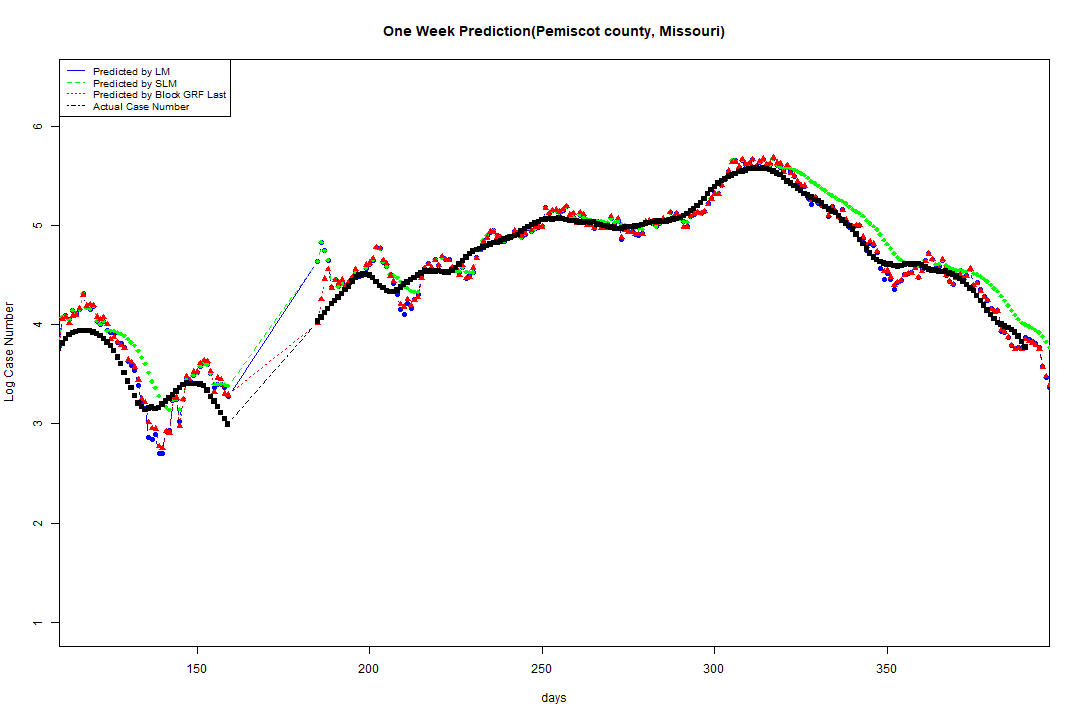 One Week Prediction(Pemiscot county, Missouri)
Predicted by LM
Predicted by SLM
Predicted by Block GRF Last
Actual Case Number
Log Case Number
6
5
4
3
2
1
150 200 250 300 350
days